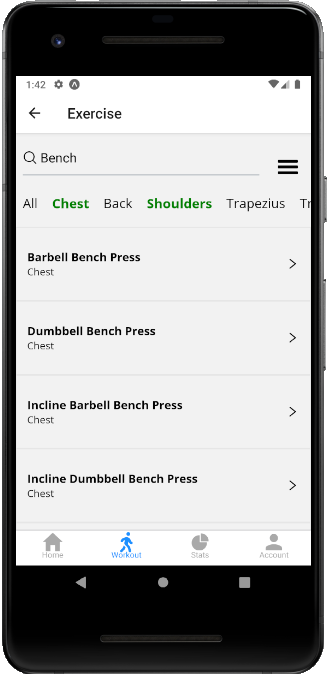 1:42
Exercise
Bench
All Chest Back Shoulders Trapezius Tr
Barbell Bench Press
Chest
Dumbbell Bench Press
Chest
Incline Barbell Bench Press
Chest
Incline Dumbbell Bench Press
Chest
Home Workout Stats Account